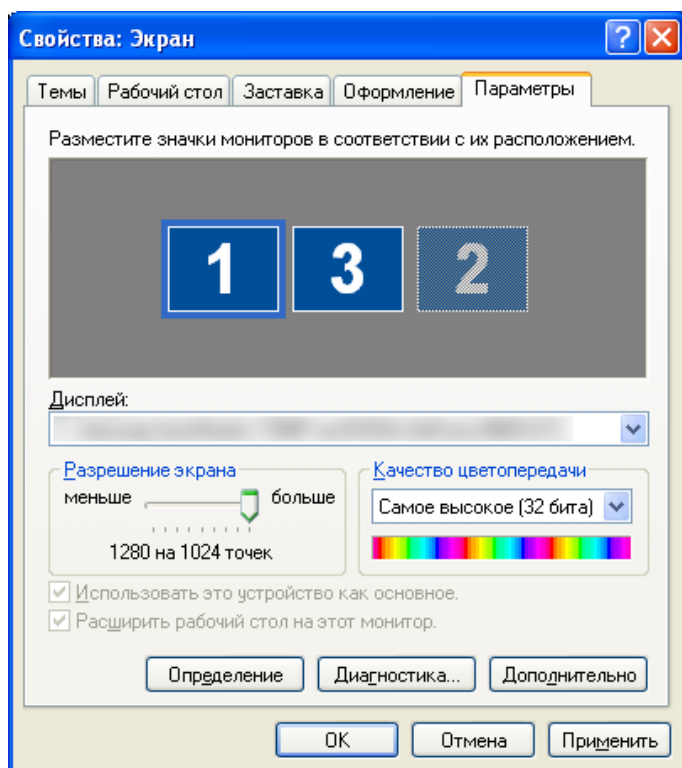 Свойства: Экран
?
Темы Рабочий стол Заставка Оформление Параметры
Разместите значки мониторов в соответствии с их расположением.
1 3 2
Дисплей:
Разрешение экрана
меньше больше
1280 на 1024 точек
Качество цветопередачи
Самое высокое (32 бита)
Использовать это устройство как основное.
Расширить рабочий стол на этот монитор.
Определение Диагностика... Дополнительно
OK Отмена Применить